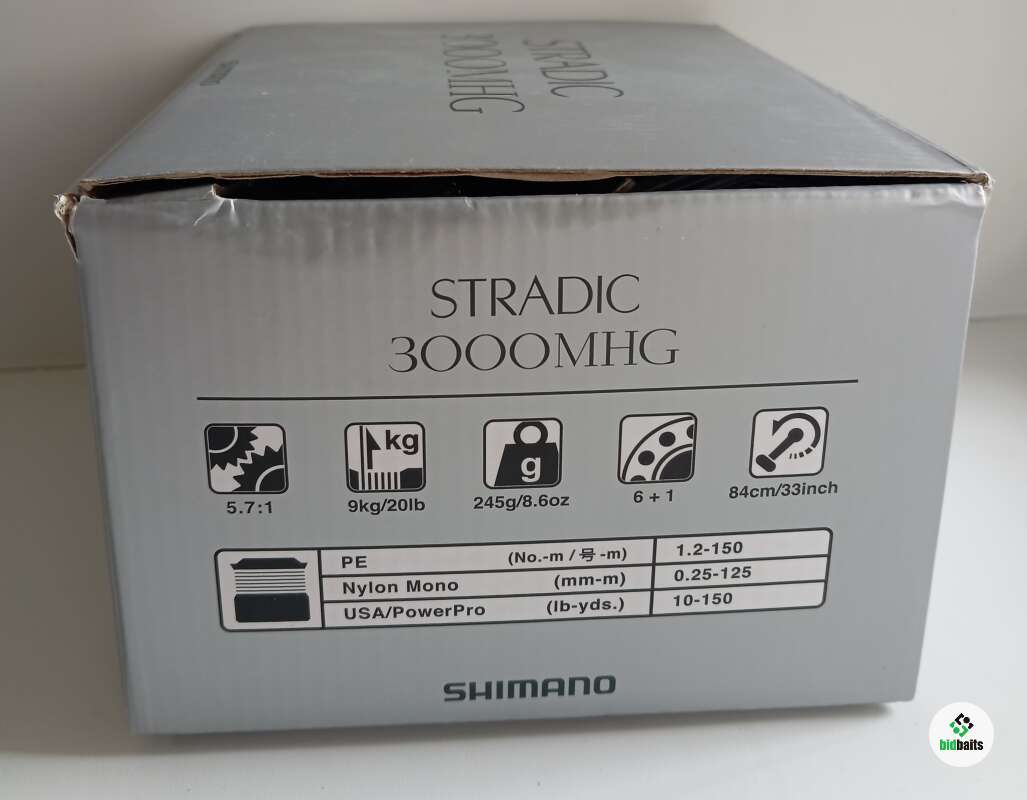 SHIMANO
STRADIC
3000MHG
STRADIC
3000MHG
kg
g
5.7:1
9kg/20lb
245g/8.6oz
6 + 1
84cm/33inch
PE (No.-m / 号 -m) 1.2-150
Nylon Mono (mm-m) 0.25-125
USA/PowerPro (lb-yds.) 10-150
SHIMANO
bidbaits